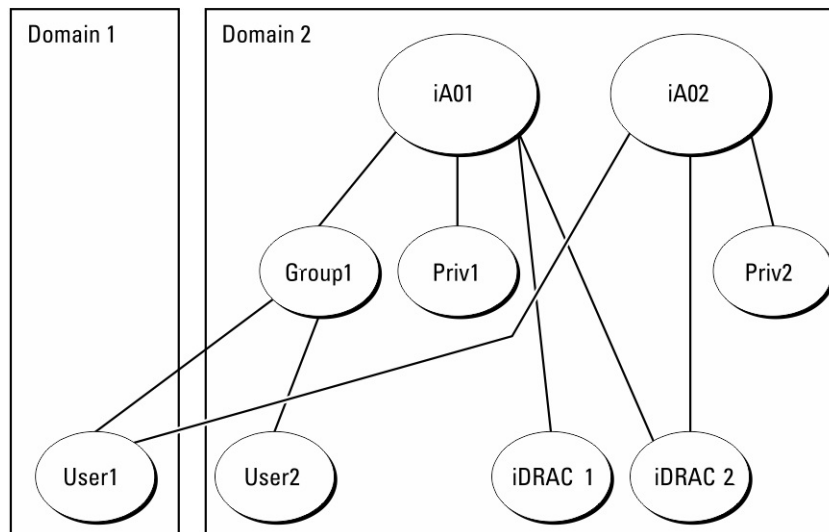 Domain 1
Domain 2
iA01
iA02
Group1
Priv1
Priv2
User1
User2
iDRAC 1
iDRAC 2